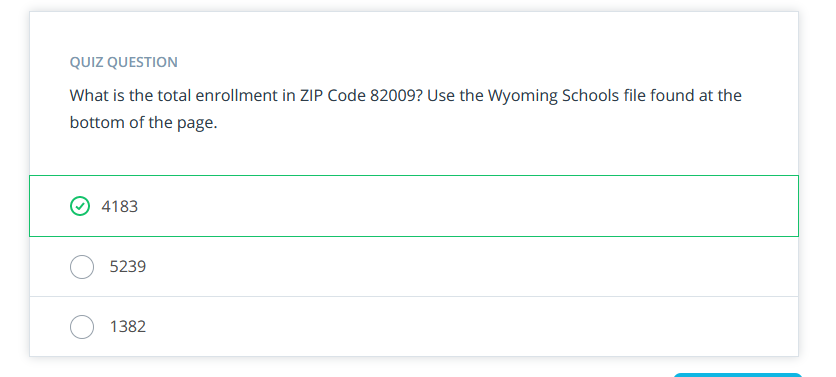 QUIZ QUESTION
What is the total enrollment in ZIP Code 82009? Use the Wyoming Schools file found at the
bottom of the page.
4183
5239
1382